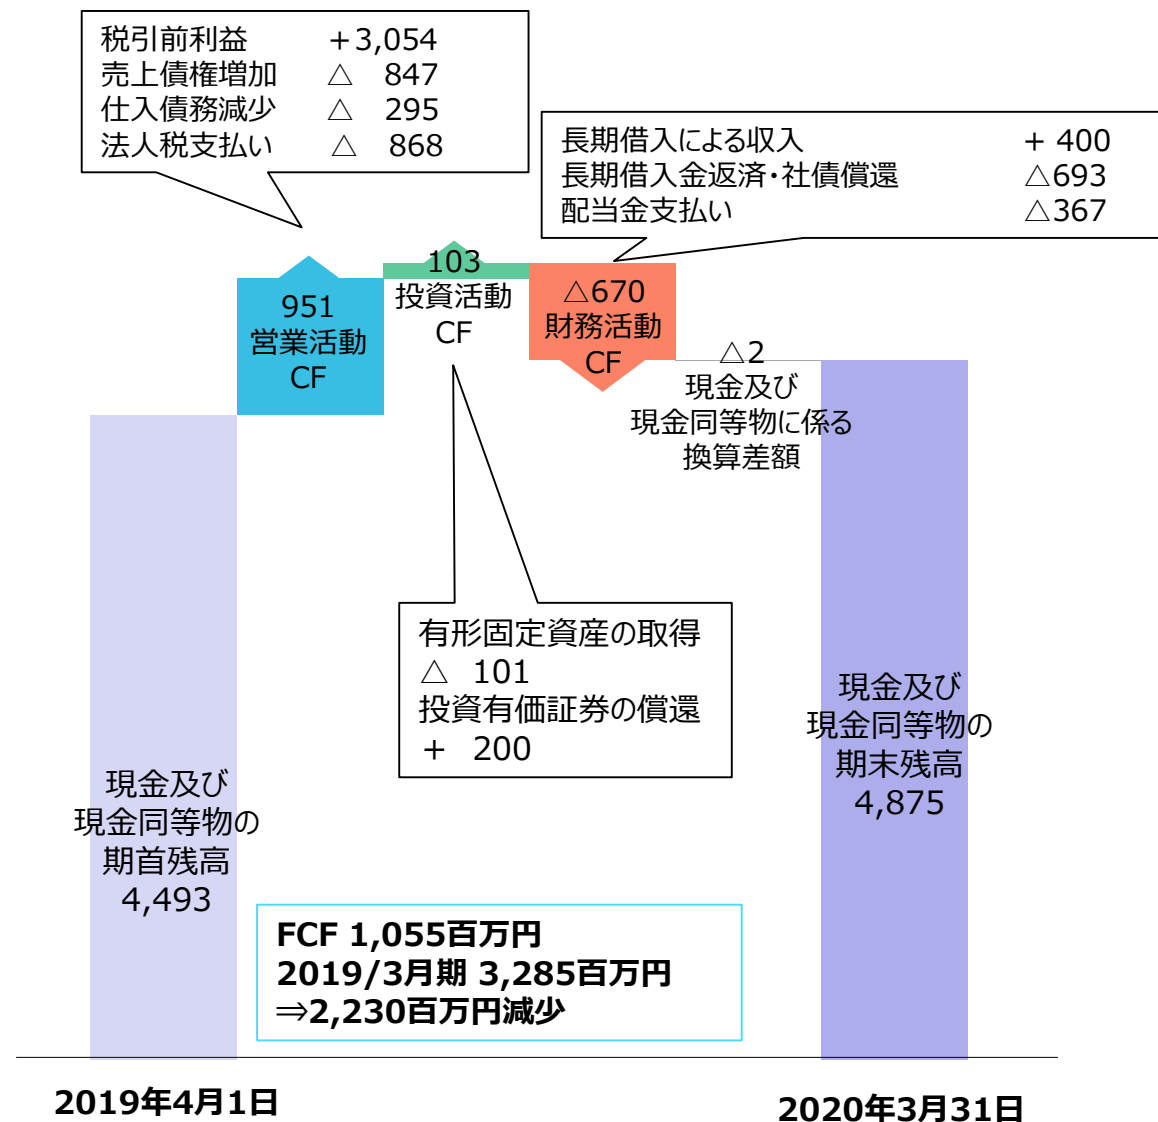 税引前利益 +3,054
売上債権増加 △ 847
仕入債務減少 △ 295
法人税支払い △ 868
長期借入による収入 + 400
長期借入金返済・社債償還 △693
配当金支払い △367
951
営業活動
CF
103
投資活動
CF
△670
財務活動
CF
△2
現金及び
現金同等物に係る
換算差額
有形固定資産の取得
△ 101
投資有価証券の償還
+ 200
現金及び
現金同等物の
期首残高
4,493
現金及び
現金同等物の
期末残高
4,875
FCF 1,055百万円
2019/3月期 3,285百万円
⇒2,230百万円減少
2019年4月1日
2020年3月31日